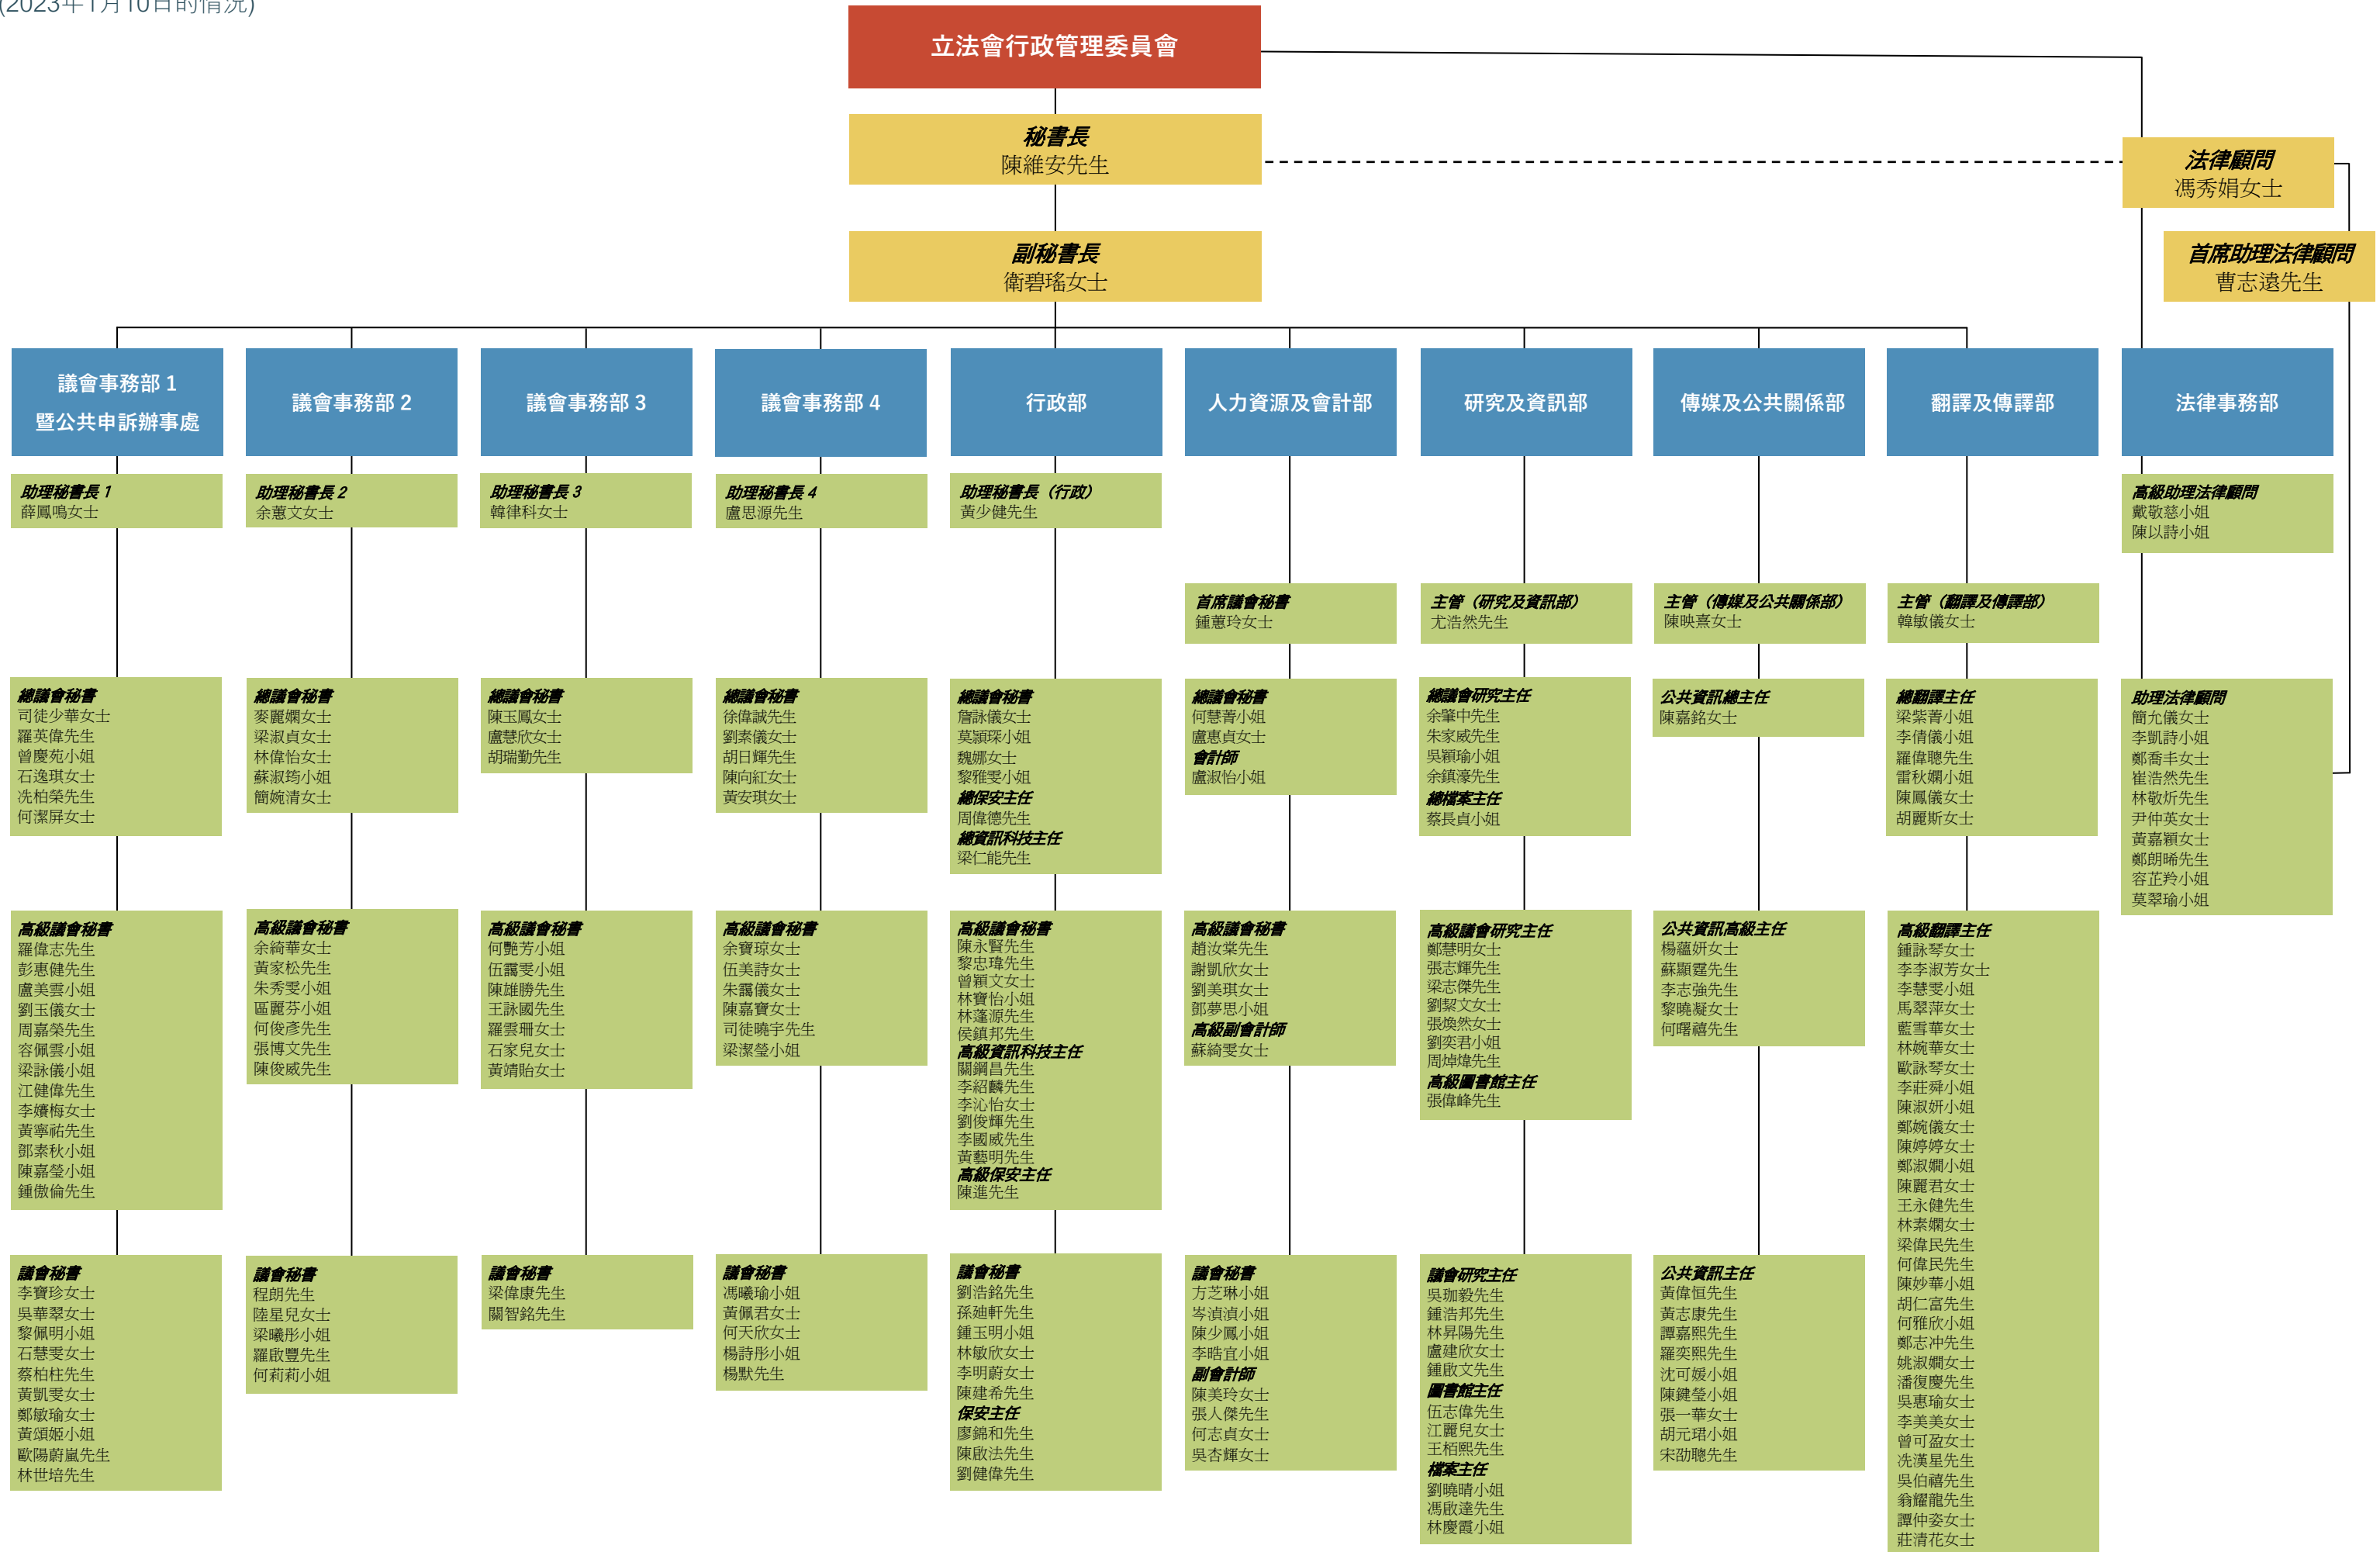 (2023年1月10日的情況)
立法會行政管理委員會
秘書長
陳維安先生
法律顧問
馮秀娟女士
副秘書長
衛碧瑤女士
首席助理法律顧問
曹志遠先生
議會事務部 1
暨公共申訴辦事處
助理秘書長 1
薛鳳鳴女士
總議會秘書
司徒少華女士
羅英偉先生
曾慶苑小姐
石逸琪女士
冼柏榮先生
何潔屏女士
高級議會秘書
羅偉志先生
彭惠健先生
盧美雲小姐
劉玉儀女士
周嘉榮先生
容佩雲小姐
梁詠儀小姐
江健偉先生
李孅梅女士
黃寧祐先生
鄧素秋小姐
陳嘉瑩小姐
鍾傲倫先生
議會秘書
李寶珍女士
吳華翠女士
黎佩明小姐
石慧雯女士
蔡柏柱先生
黃凱雯女士
鄭敏瑜女士
黃頌姬小姐
歐陽蔚嵐先生
林世培先生
議會事務部 2
助理秘書長 2
余蕙文女士
總議會秘書
麥麗嫻女士
梁淑貞女士
林偉怡女士
蘇淑筠小姐
簡婉清女士
高級議會秘書
余綺華女士
黃家松先生
朱秀雯小姐
區麗芬小姐
何俊彥先生
張博文先生
陳俊威先生
議會秘書
程朗先生
陸星兒女士
梁曦彤小姐
羅啟豐先生
何莉莉小姐
議會事務部 3
助理秘書長 3
韓律科女士
總議會秘書
陳玉鳳女士
盧慧欣女士
胡瑞勤先生
高級議會秘書
何艷芳小姐
伍靄雯小姐
陳雄勝先生
王詠國先生
羅雲珊女士
石家兒女士
黃靖貽女士
議會秘書
梁偉康先生
關智銘先生
議會事務部 4
助理秘書長 4
盧思源先生
總議會秘書
徐偉誠先生
劉素儀女士
胡日輝先生
陳向紅女士
黃安琪女士
高級議會秘書
余寶琼女士
伍美詩女士
朱靄儀女士
陳嘉寶女士
司徒曉宇先生
梁潔瑩小姐
議會秘書
馮曦瑜小姐
黃佩君女士
何天欣女士
楊詩彤小姐
楊默先生
行政部
助理秘書長（行政）
黃少健先生
總議會秘書
詹詠儀女士
莫潁琛小姐
魏娜女士
黎雅雯小姐
總保安主任
周偉德先生
總資訊科技主任
梁仁能先生
高級議會秘書
陳永賢先生
黎忠瑋先生
曾穎文女士
林寶怡小姐
林蓬源先生
侯鎮邦先生
高級資訊科技主任
關鋼昌先生
李紹麟先生
李沁怡女士
劉俊輝先生
李國威先生
黃藝明先生
高級保安主任
陳進先生
議會秘書
劉浩銘先生
孫廸軒先生
鍾玉明小姐
林敏欣女士
李明蔚女士
陳建希先生
保安主任
廖錦和先生
陳啟法先生
劉健偉先生
人力資源及會計部
首席議會秘書
鍾蕙玲女士
總議會秘書
何慧菁小姐
盧惠貞女士
會計師
盧淑怡小姐
高級議會秘書
趙汝棠先生
謝凱欣女士
劉美琪女士
鄧夢思小姐
高級副會計師
蘇綺雯女士
議會秘書
方芝琳小姐
岑湞湞小姐
陳少鳳小姐
李晧宜小姐
副會計師
陳美玲女士
張人傑先生
何志貞女士
吳杏輝女士
研究及資訊部
主管（研究及資訊部）
尤浩然先生
總議會研究主任
余肇中先生
朱家威先生
吳穎瑜小姐
余鎮濠先生
總檔案主任
蔡長貞小姐
高級議會研究主任
鄭慧明女士
張志輝先生
梁志傑先生
劉絜文女士
張煥然女士
劉奕君小姐
周焯煒先生
高級圖書館主任
張偉峰先生
議會研究主任
吳珈毅先生
鍾浩邦先生
林昇陽先生
盧建欣女士
鍾啟文先生
圖書館主任
伍志偉先生
江麗兒女士
王栢熙先生
檔案主任
劉曉晴小姐
馮啟達先生
林慶霞小姐
傳媒及公共關係部
主管（傳媒及公共關係部）
陳映熹女士
公共資訊總主任
陳嘉銘女士
公共資訊高級主任
楊蘊妍女士
蘇顯霆先生
李志強先生
黎曉凝女士
何曙禧先生
公共資訊主任
黃偉恒先生
黃志康先生
譚嘉熙先生
羅奕熙先生
沈可媛小姐
陳鍵瑩小姐
張一華女士
胡元珺小姐
宋劭聰先生
翻譯及傳譯部
主管（翻譯及傳譯部）
韓敏儀女士
總翻譯主任
梁紫菁小姐
李倩儀小姐
羅偉聰先生
雷秋嫻小姐
陳鳳儀女士
胡麗斯女士
高級翻譯主任
鍾詠琴女士
李李淑芳女士
李慧雯小姐
馬翠萍女士
藍雪華女士
林婉華女士
歐詠琴女士
李莊舜小姐
陳淑妍小姐
鄭婉儀女士
陳婷婷女士
鄭淑嫻小姐
陳麗君女士
王永健先生
林素嫻女士
梁偉民先生
何偉民先生
陳妙華小姐
胡仁富先生
何雅欣小姐
鄭志冲先生
姚淑嫻女士
潘復慶先生
吳惠瑜女士
李美美女士
曾可盈女士
冼漢星先生
吳伯禧先生
翁耀龍先生
譚仲姿女士
莊清花女士
法律事務部
高級助理法律顧問
戴敬慈小姐
陳以詩小姐
助理法律顧問
簡允儀女士
李凱詩小姐
鄭喬丰女士
崔浩然先生
林敬炘先生
尹仲英女士
黃嘉穎女士
鄭朗晞先生
容芷羚小姐
莫翠瑜小姐